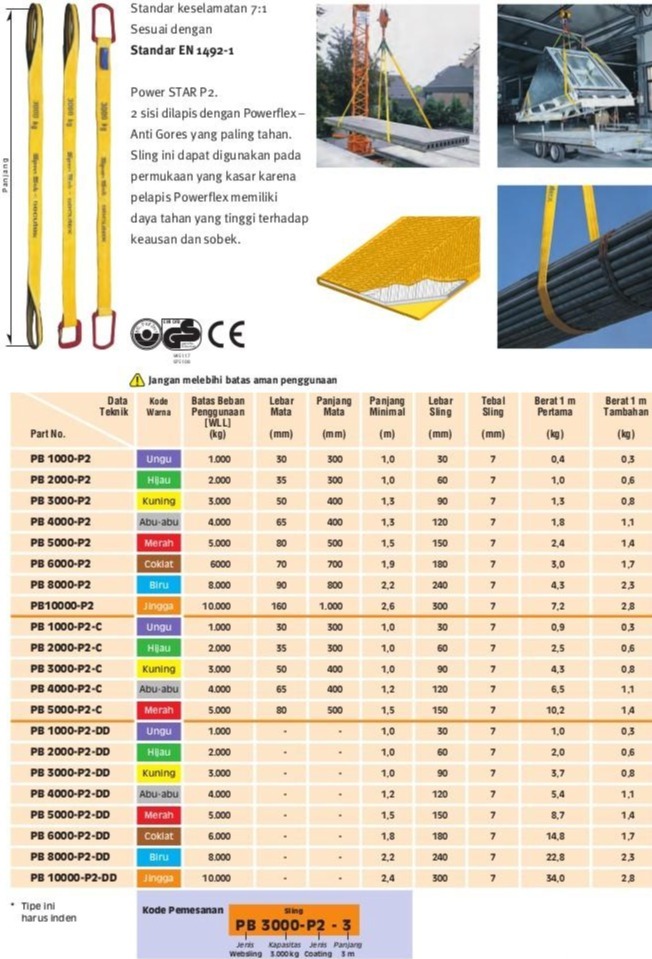 Standar keselamatan 7:1
Sesuai dengan
Standar EN 1492-1
Power STAR P2.
2 sisi dilapis dengan Powerflex –
Anti Gores yang paling tahan.
Sling ini dapat digunakan pada
permukaan yang kasar karena
pelapis Powerflex memiliki
daya tahan yang tinggi terhadap
keausan dan sobek.
Panjang
3000 kg
3000 kg
3000 kg
GS
CE
Jangan melebihi batas aman penggunaan
Data Teknik Kode Warna Batas Beban Penggunaan [WLL] (kg) Lebar Mata (mm) Panjang Mata (mm) Panjang Minimal (m) Lebar Sling (mm) Tebal Sling (mm) Berat 1 m Pertama (kg) Berat 1 m Tambahan (kg)
Part No.
PB 1000-P2 Ungu 1.000 30 300 1,0 30 7 0,4 0,3
PB 2000-P2 Hijau 2.000 35 300 1,0 60 7 1,0 0,6
PB 3000-P2 Kuning 3.000 50 400 1,3 90 7 1,3 0,8
PB 4000-P2 Abu-abu 4.000 65 400 1,3 120 7 1,8 1,1
PB 5000-P2 Merah 5.000 80 500 1,5 150 7 2,4 1,4
PB 6000-P2 Coklat 6000 70 700 1,9 180 7 3,0 1,7
PB 8000-P2 Biru 8.000 90 800 2,2 240 7 4,3 2,3
PB10000-P2 Jingga 10.000 160 1.000 2,6 300 7 7,2 2,8
PB 1000-P2-C Ungu 1.000 30 300 1,0 30 7 0,9 0,3
PB 2000-P2-C Hijau 2.000 35 300 1,0 60 7 2,5 0,6
PB 3000-P2-C Kuning 3.000 50 400 1,0 90 7 4,3 0,8
PB 4000-P2-C Abu-abu 4.000 65 400 1,2 120 7 6,5 1,1
PB 5000-P2-C Merah 5.000 80 500 1,5 150 7 10,2 1,4
PB 1000-P2-DD Ungu 1.000 - - 1,0 30 7 1,0 0,3
PB 2000-P2-DD Hijau 2.000 - - 1,0 60 7 2,0 0,6
PB 3000-P2-DD Kuning 3.000 - - 1,0 90 7 3,7 0,8
PB 4000-P2-DD Abu-abu 4.000 - - 1,2 120 7 5,4 1,1
PB 5000-P2-DD Merah 5.000 - - 1,5 150 7 8,7 1,4
PB 6000-P2-DD Coklat 6.000 - - 1,8 180 7 14,8 1,7
PB 8000-P2-DD Biru 8.000 - - 2,2 240 7 22,8 2,3
PB 10000-P2-DD Jingga 10.000 - - 2,4 300 7 34,0 2,8
* Tipe ini
harus inden
Kode Pemesanan
Sling
PB 3000-P2 - 3
Jenis Kapasitas Jenis Panjang
Websling 3.000 kg Coating 3 m